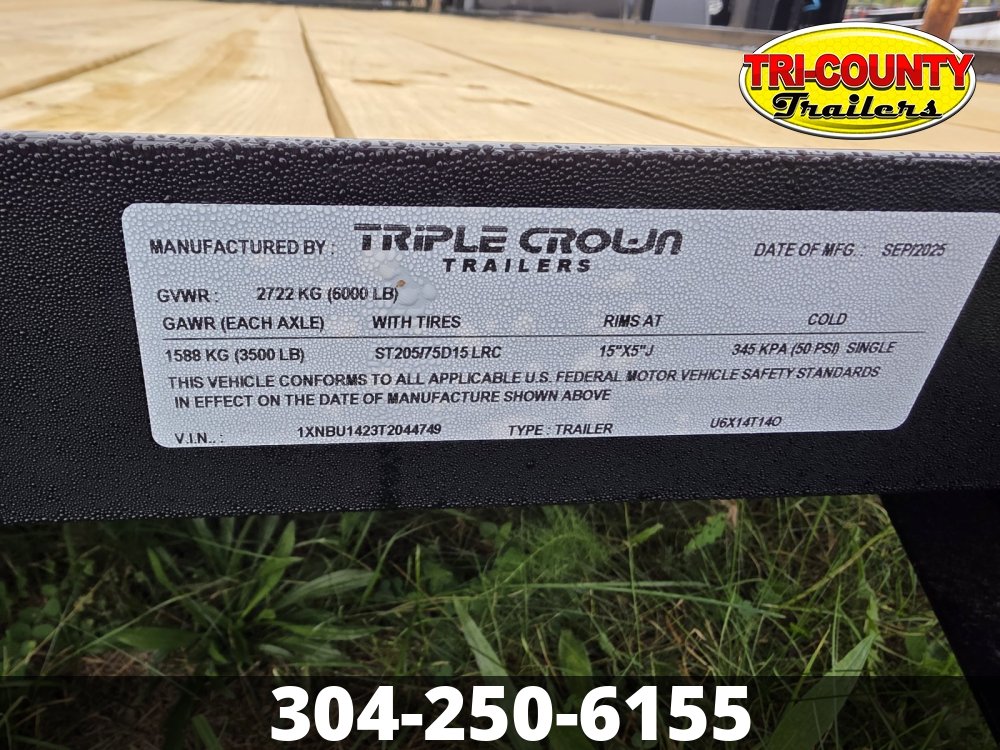 TRI-COUNTY
Trailers
MANUFACTURED BY : TRIPLE CROWN DATE OF MFG. : SEP/2025
TRAILERS
GVWR : 2722 KG (6000 LB)
GAWR (EACH AXLE) WITH TIRES RIMS AT COLD
1588 KG (3500 LB) ST205/75D15 LRC 15"X5"J 345 KPA (50 PSI) SINGLE
THIS VEHICLE CONFORMS TO ALL APPLICABLE U.S. FEDERAL MOTOR VEHICLE SAFETY STANDARDS
IN EFFECT ON THE DATE OF MANUFACTURE SHOWN ABOVE
V.I.N.. : 1XNBU1423T2044749 TYPE : TRAILER U6X14T14O
304-250-6155